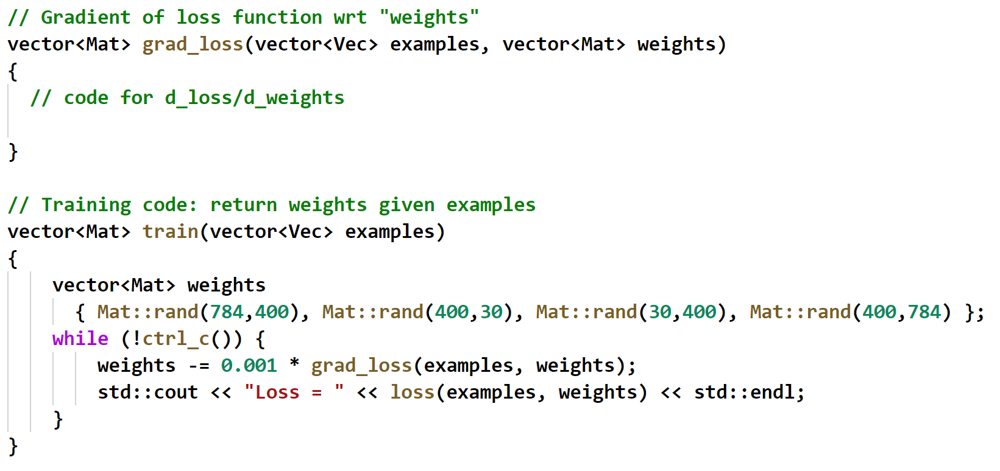 // Gradient of loss function wrt "weights"
vector<Mat> grad_loss(vector<Vec> examples, vector<Mat> weights)
{
  // code for d_loss/d_weights
}
// Training code: return weights given examples
vector<Mat> train(vector<Vec> examples)
{
    vector<Mat> weights
      { Mat::rand(784,400), Mat::rand(400,30), Mat::rand(30,400), Mat::rand(400,784) };
    while (!ctrl_c()) {
        weights -= 0.001 * grad_loss(examples, weights);
        std::cout << "Loss = " << loss(examples, weights) << std::endl;
    }
}